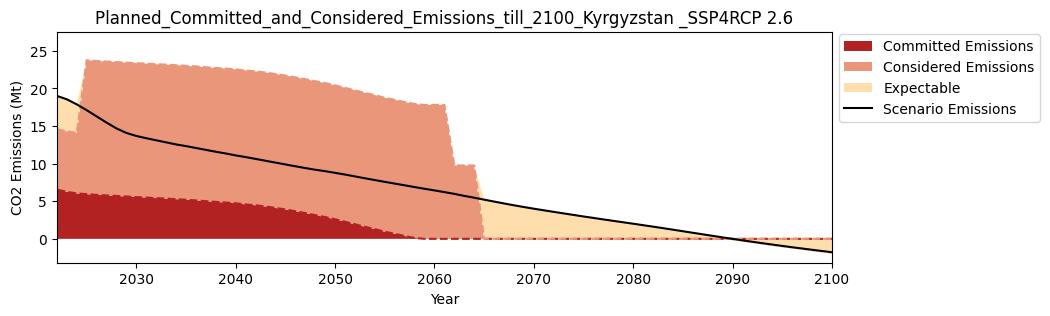 Planned_Committed_and_Considered_Emissions_till_2100_Kyrgyzstan _SSP4RCP 2.6
25
20
15
10
5
0
CO2 Emissions (Mt)
2030
2040
2050
2060
2070
2080
2090
2100
Year
Committed Emissions
Considered Emissions
Expectable
Scenario Emissions